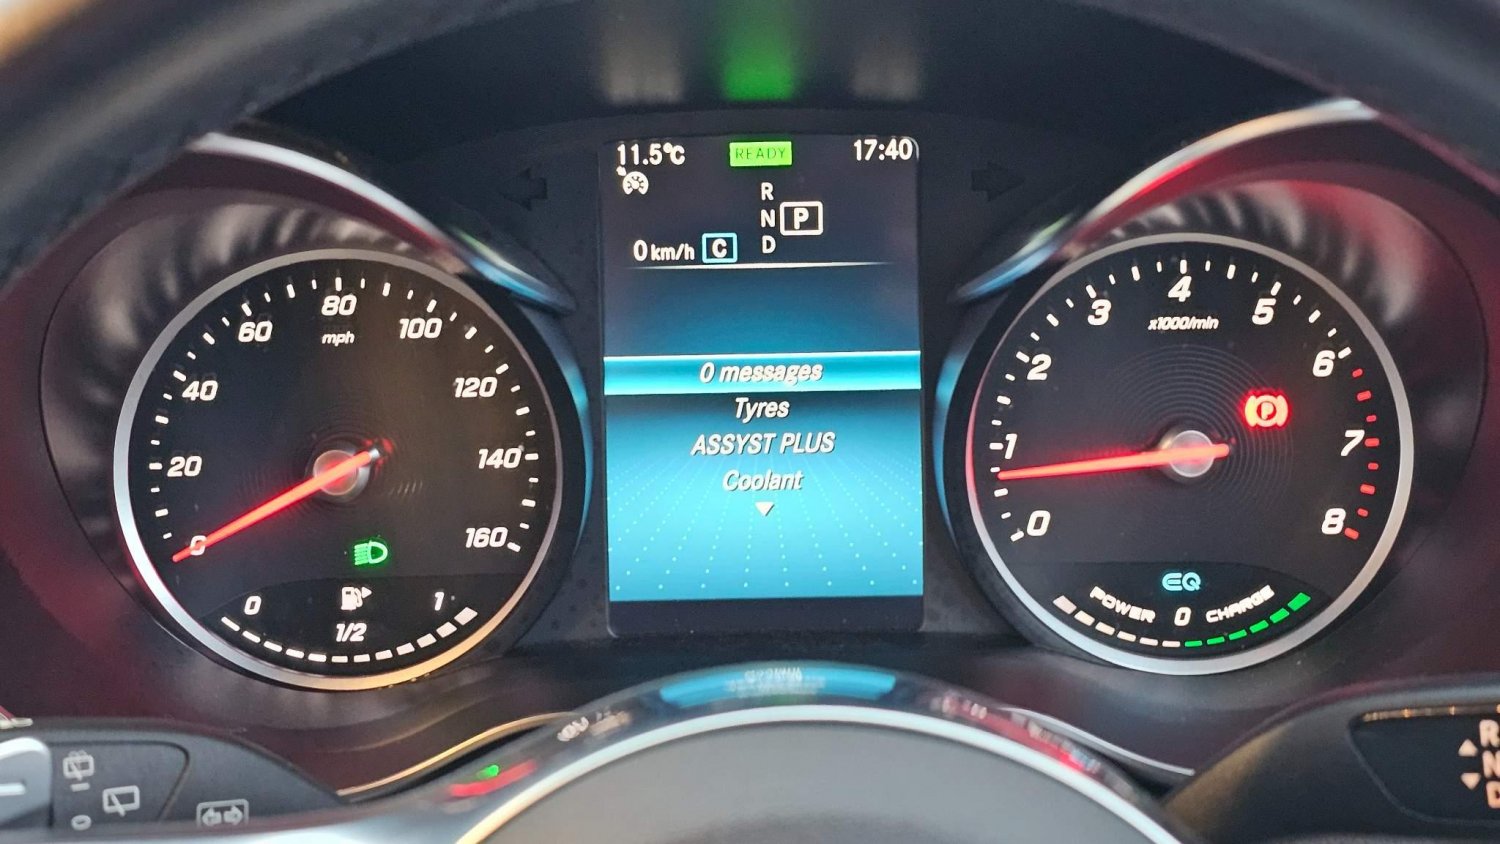 11.5°C
READY
17:40
R
N
P
D
0 km/h
C
0 messages
Tyres
ASSYST PLUS
Coolant
0
20
40
60
80
100
120
140
160
mph
0
1/2
1
0
1
2
3
4
5
6
7
8
x1000/min
P
EQ
POWER 0 CHARGE
0
R
N
D